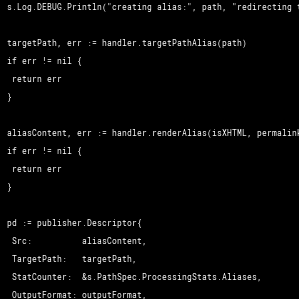 s.Log.DEBUG.Println("creating alias:", path, "redirecting
targetPath, err := handler.targetPathAlias(path)
if err != nil {
return err
}
aliasContent, err := handler.renderAlias(isXHTML, permalink
if err != nil {
return err
}
pd := publisher.Descriptor{
Src: aliasContent,
TargetPath: targetPath,
StatCounter: &s.PathSpec.ProcessingStats.Aliases,
OutputFormat: outputFormat,